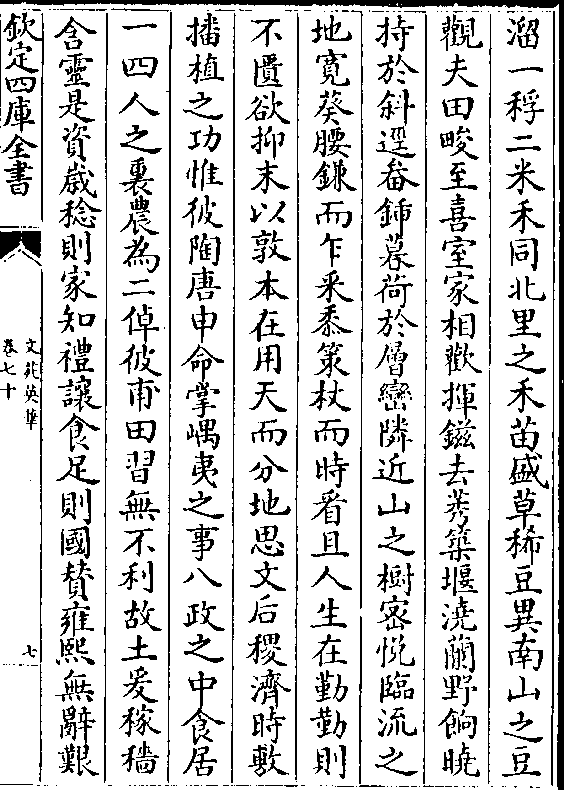 溜一稃二米禾同北里之禾苗盛草稀豆異南山之豆
觀夫田畯至喜室家相歡揮鎡去莠築堰澆蘭野餉曉
持於斜逕畚鍤暮荷於層巒隣近山之樹密悅臨流之
地寛葵腰鎌而乍采黍策杖而時看且人生在勤勤則
不匱欲抑末以敦本在用天而分地思文后稷濟時敷
播植之功惟彼陶唐申命掌嵎夷之事八政之中食居
一四人之裏農為二倬彼甫田習無不利故土爰稼穡
含靈是資歳稔則家知禮讓食足則國賛雍熙無辭艱
欽定四庫全書
文苑英華
卷七十
七